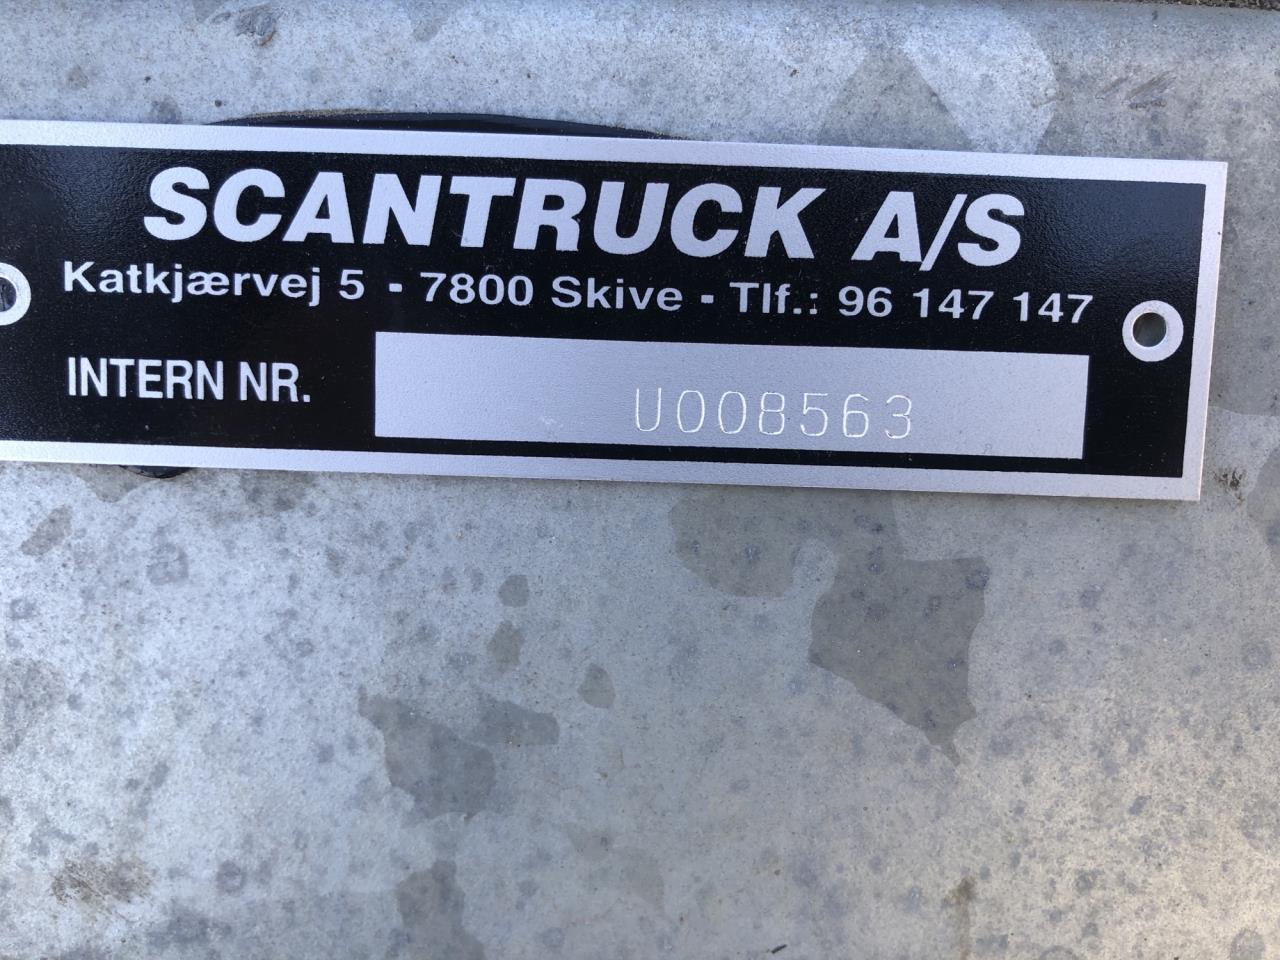 SCANTRUCK A/S
Katkjærvej 5 - 7800 Skive - Tlf.: 96 147 147
INTERN NR. U008563